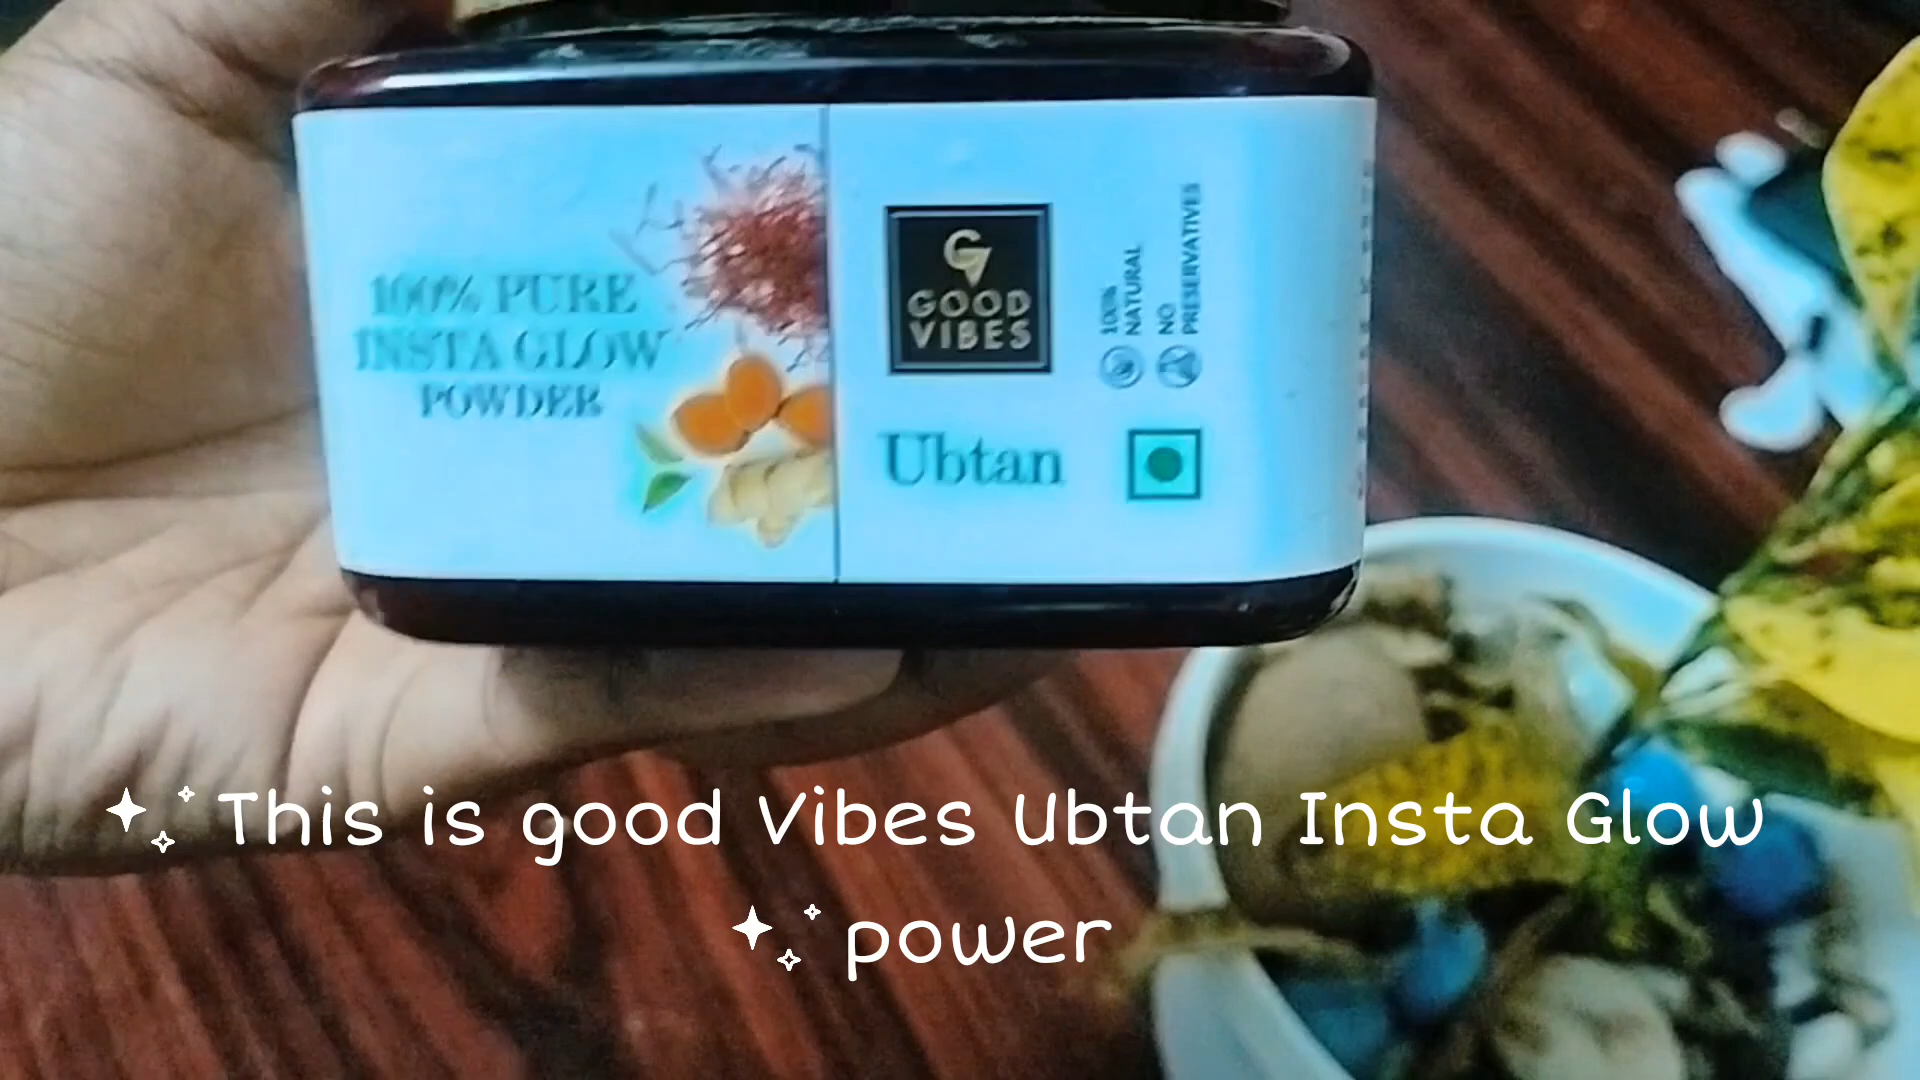 100% PURE
INSTA GLOW
POWDER
GV
GOOD
VIBES
Ubtan
100%
NATURAL
NO
PRESERVATIVES
This is good Vibes Ubtan Insta Glow
power